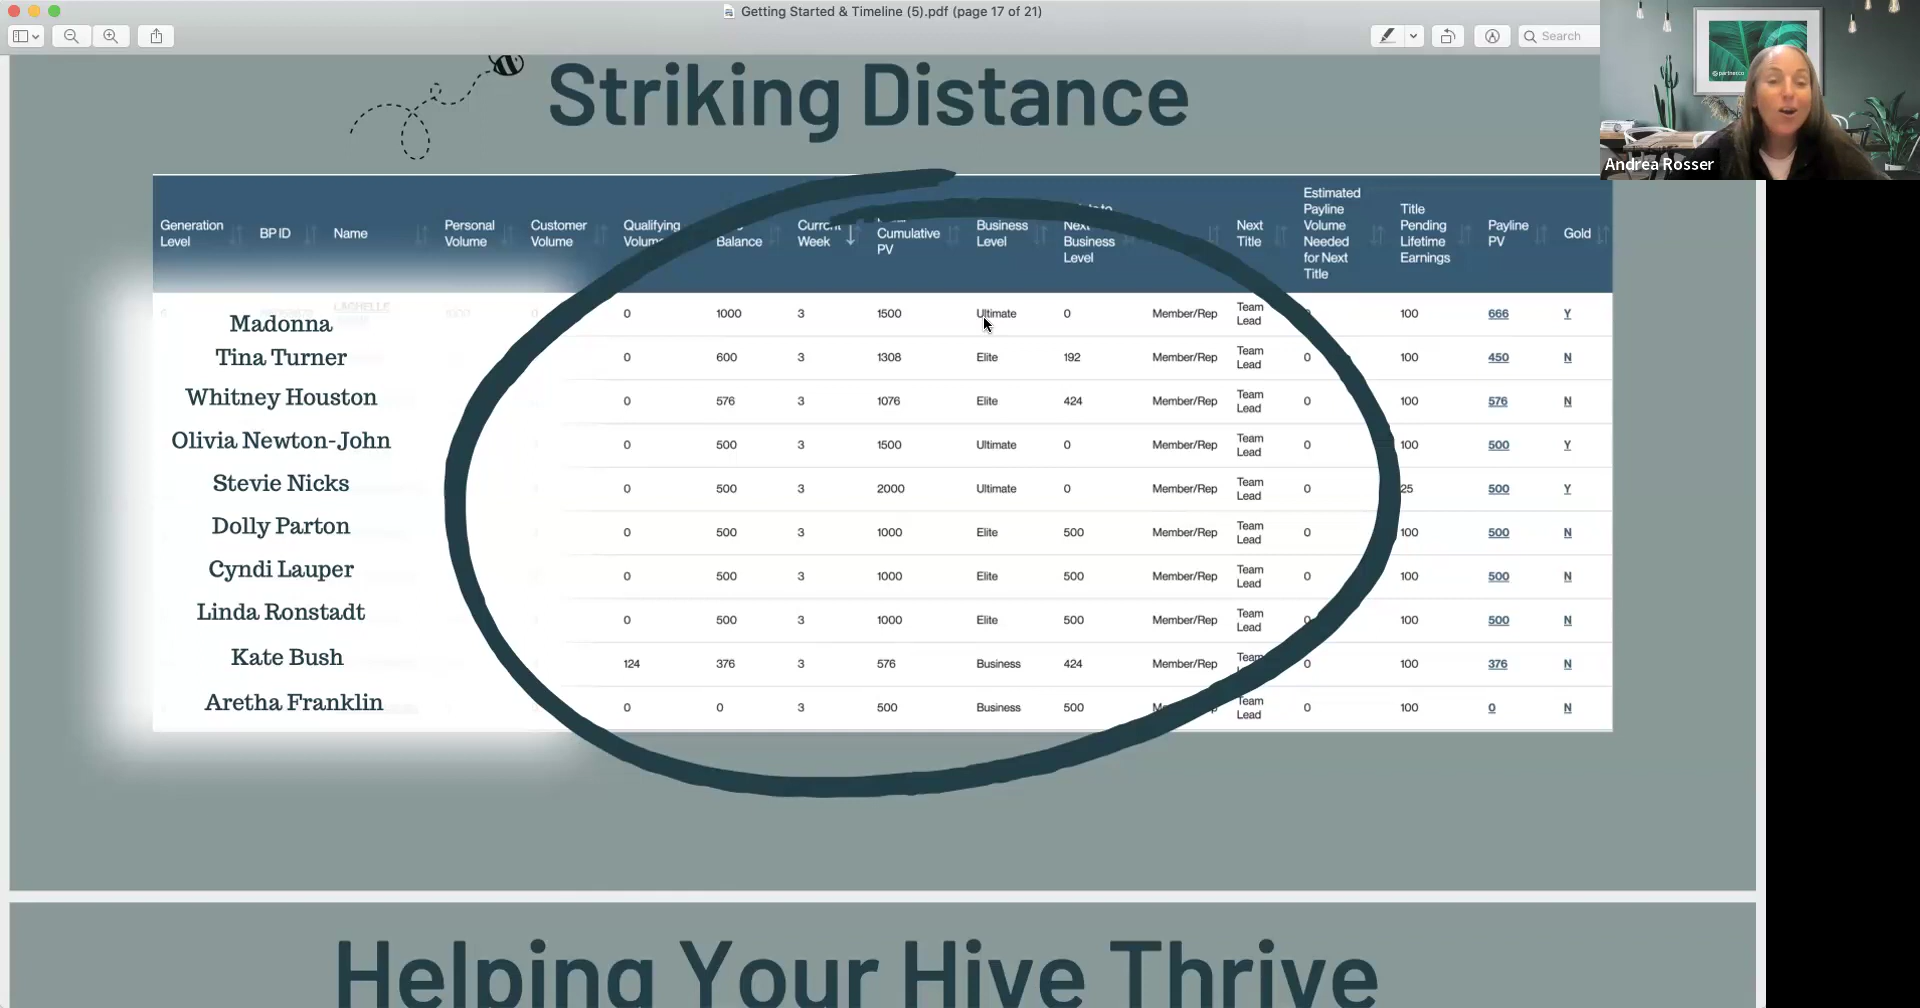 Getting Started & Timeline (5).pdf (page 17 of 21)
Search
partner.co
Andrea Rosser
Striking Distance
Generation Level BP ID Name Personal Volume Customer Volume Qualifying Volume Balance Current Week Cumulative PV Business Level Next Business Level Next Title Estimated Payline Volume Needed for Next Title Title Pending Lifetime Earnings Payline PV Gold
Madonna 0 1000 3 1500 Ultimate 0 Member/Rep Team Lead 0 100 666 Y
Tina Turner 0 600 3 1308 Elite 192 Member/Rep Team Lead 0 100 450 N
Whitney Houston 0 576 3 1076 Elite 424 Member/Rep Team Lead 0 100 576 N
Olivia Newton-John 0 500 3 1500 Ultimate 0 Member/Rep Team Lead 0 100 500 Y
Stevie Nicks 0 500 3 2000 Ultimate 0 Member/Rep Team Lead 0 25 500 Y
Dolly Parton 0 500 3 1000 Elite 500 Member/Rep Team Lead 0 100 500 N
Cyndi Lauper 0 500 3 1000 Elite 500 Member/Rep Team Lead 0 100 500 N
Linda Ronstadt 0 500 3 1000 Elite 500 Member/Rep Team Lead 0 100 500 N
Kate Bush 124 376 3 576 Business 424 Member/Rep Team 0 100 376 N
Aretha Franklin 0 0 3 500 Business 500 Team Lead 0 100 0 N
Helping Your Hive Thrive